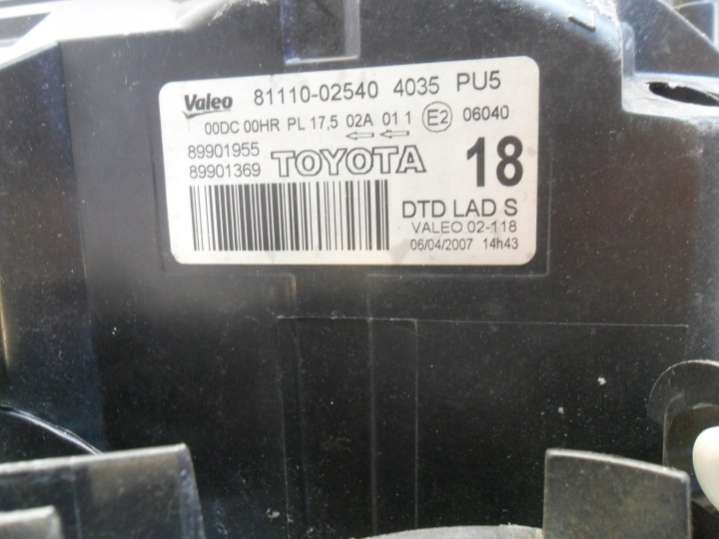 Valeo 81110-02540 4035 PU5
00DC 00HR PL 17,5 02A 01 1 E2 06040
89901955
89901369 TOYOTA 18
DTD LAD S
VALEO 02-118
06/04/2007 14h43